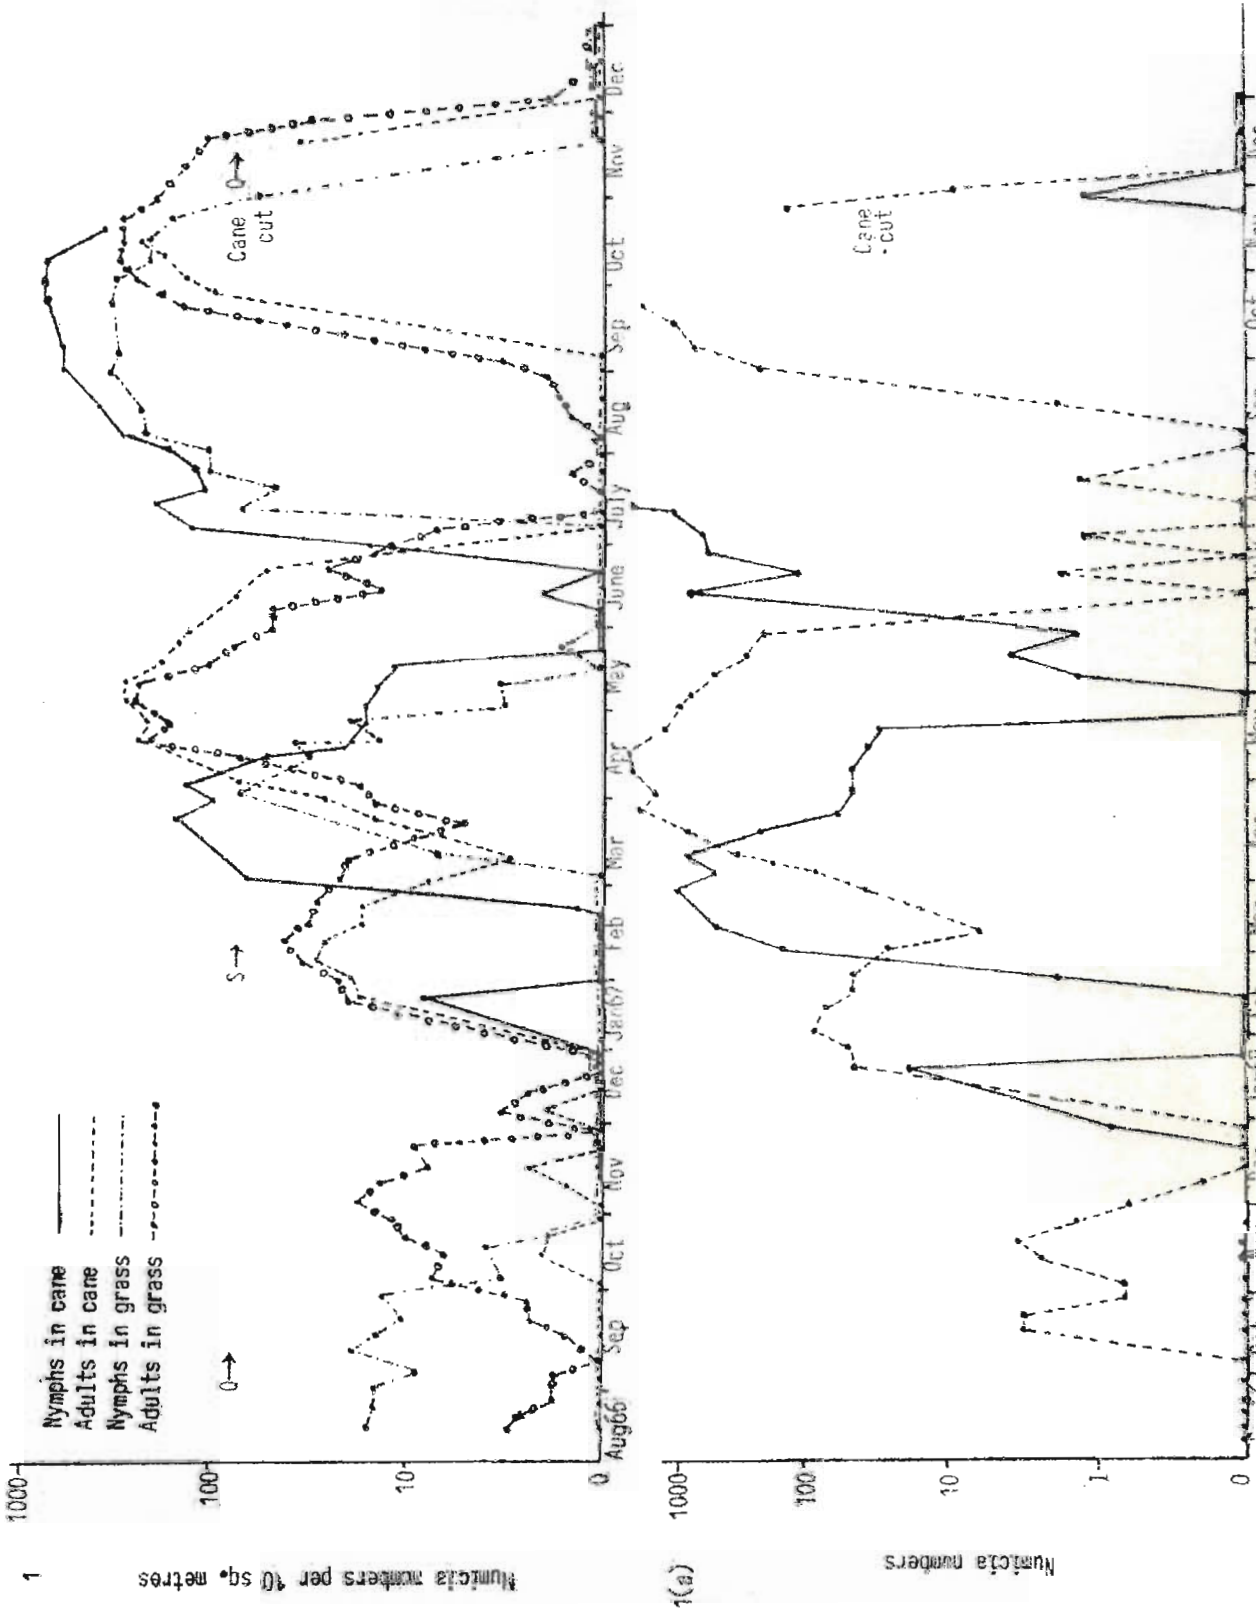 1
Nymphs in cane
Adults in cane
Nymphs in grass
Adults in grass
Numicia numbers per 10 sq. metres
1000
100
10
0
O→
S→
O→
Cane
cut
Aug66 Sep Oct Nov Dec Jan67 Feb Mar Apr May June July Aug Sep Oct Nov Dec
1(a)
Numicia numbers
1000
100
10
1
0
Cane
cut